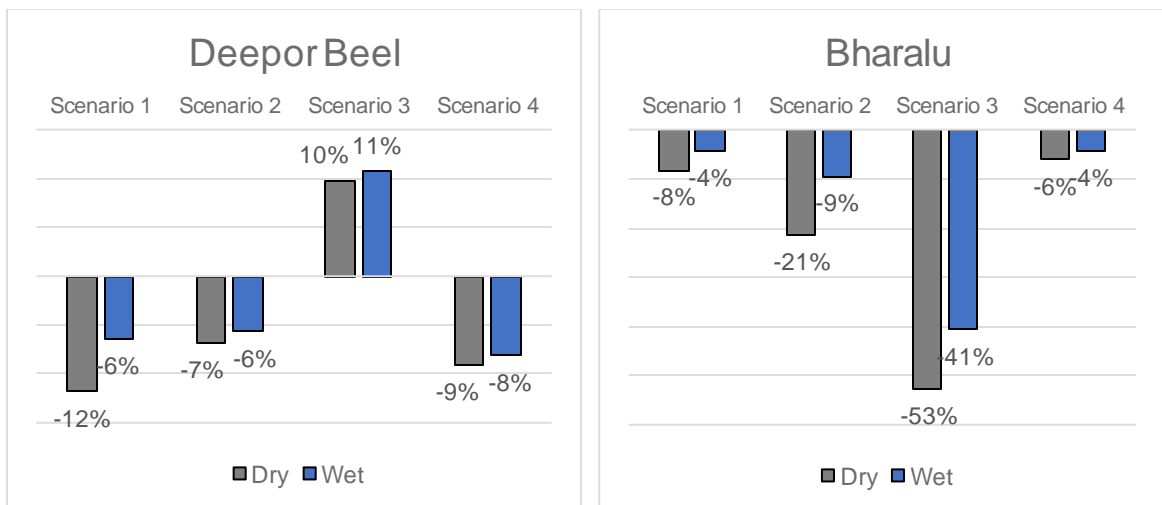 Deepor Beel
Scenario 1 Scenario 2 Scenario 3 Scenario 4
10% 11%
-6%
-7% -6%
-9% -8%
-12%
Dry Wet
Bharalu
Scenario 1 Scenario 2 Scenario 3 Scenario 4
-8% -4%
-21% -9%
-53% -41%
-6% -4%
Dry Wet